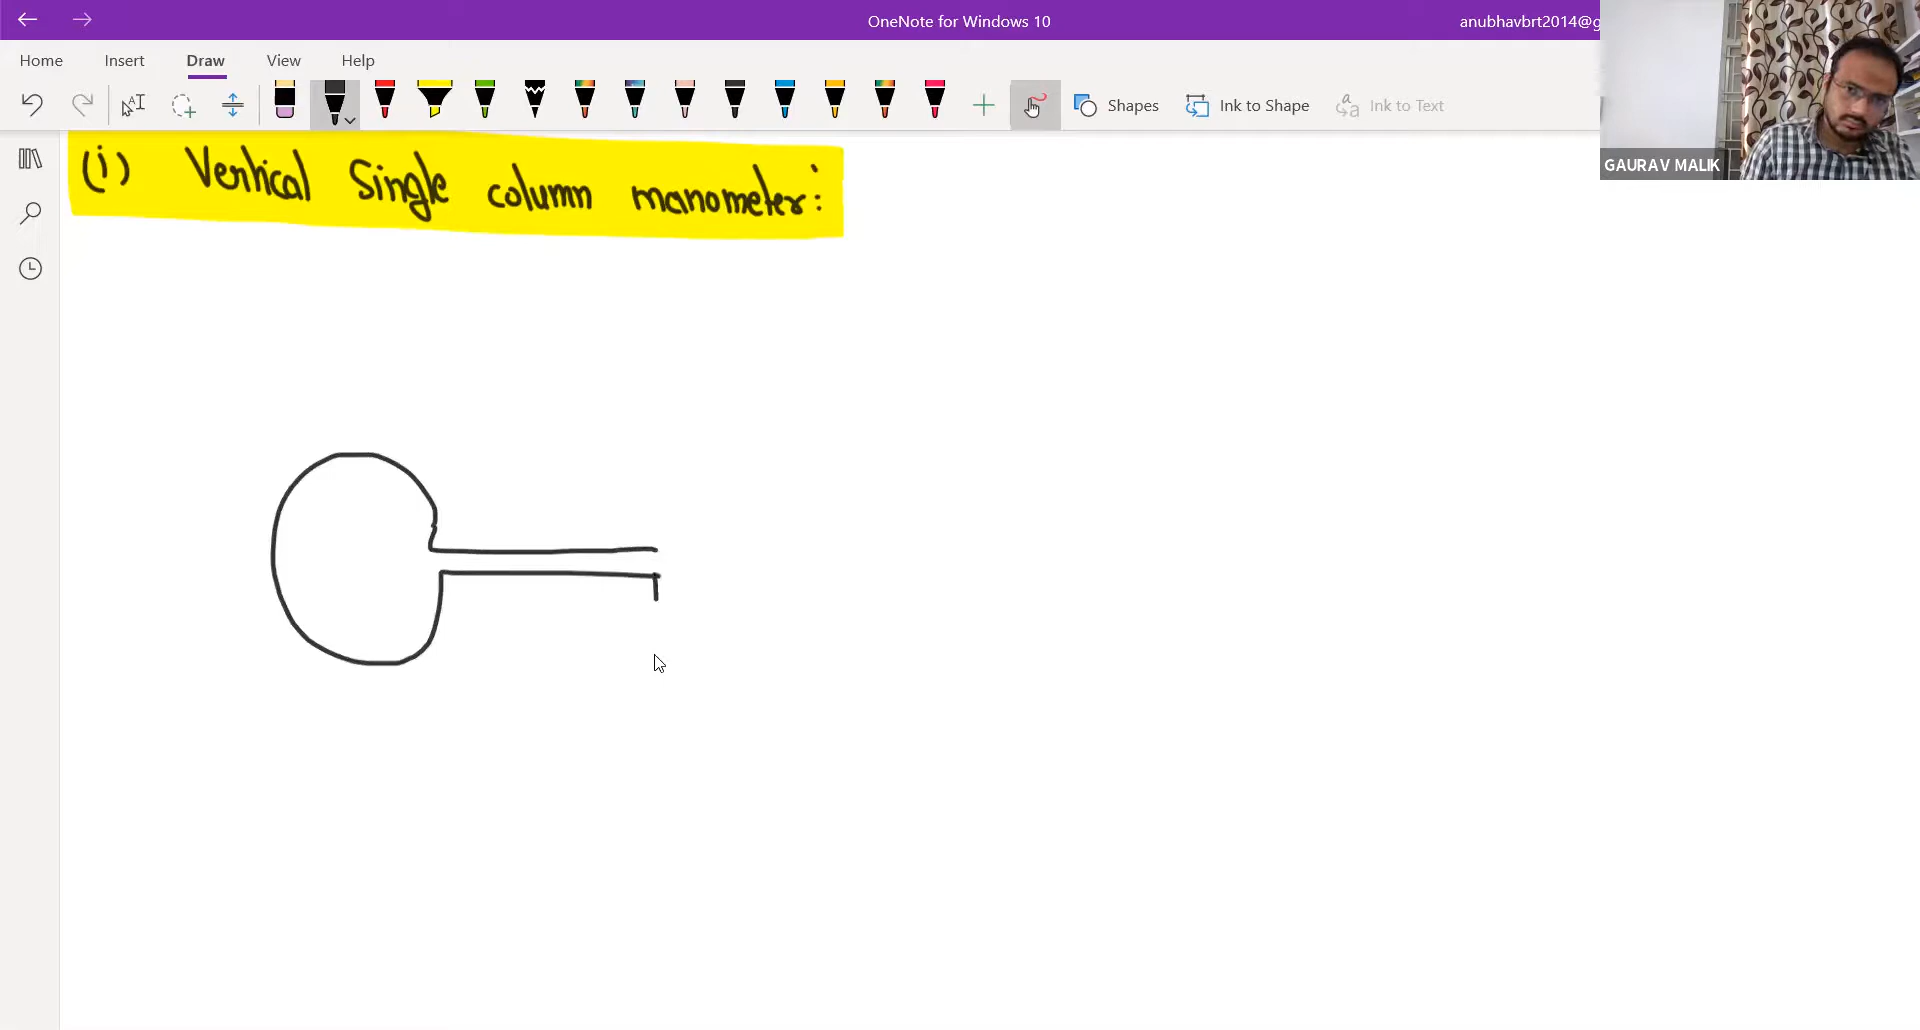 OneNote for Windows 10
anubhavbrt2014@g
Home Insert Draw View Help
Shapes Ink to Shape Ink to Text
GAURAV MALIK
(i) Vertical Single column manometer: